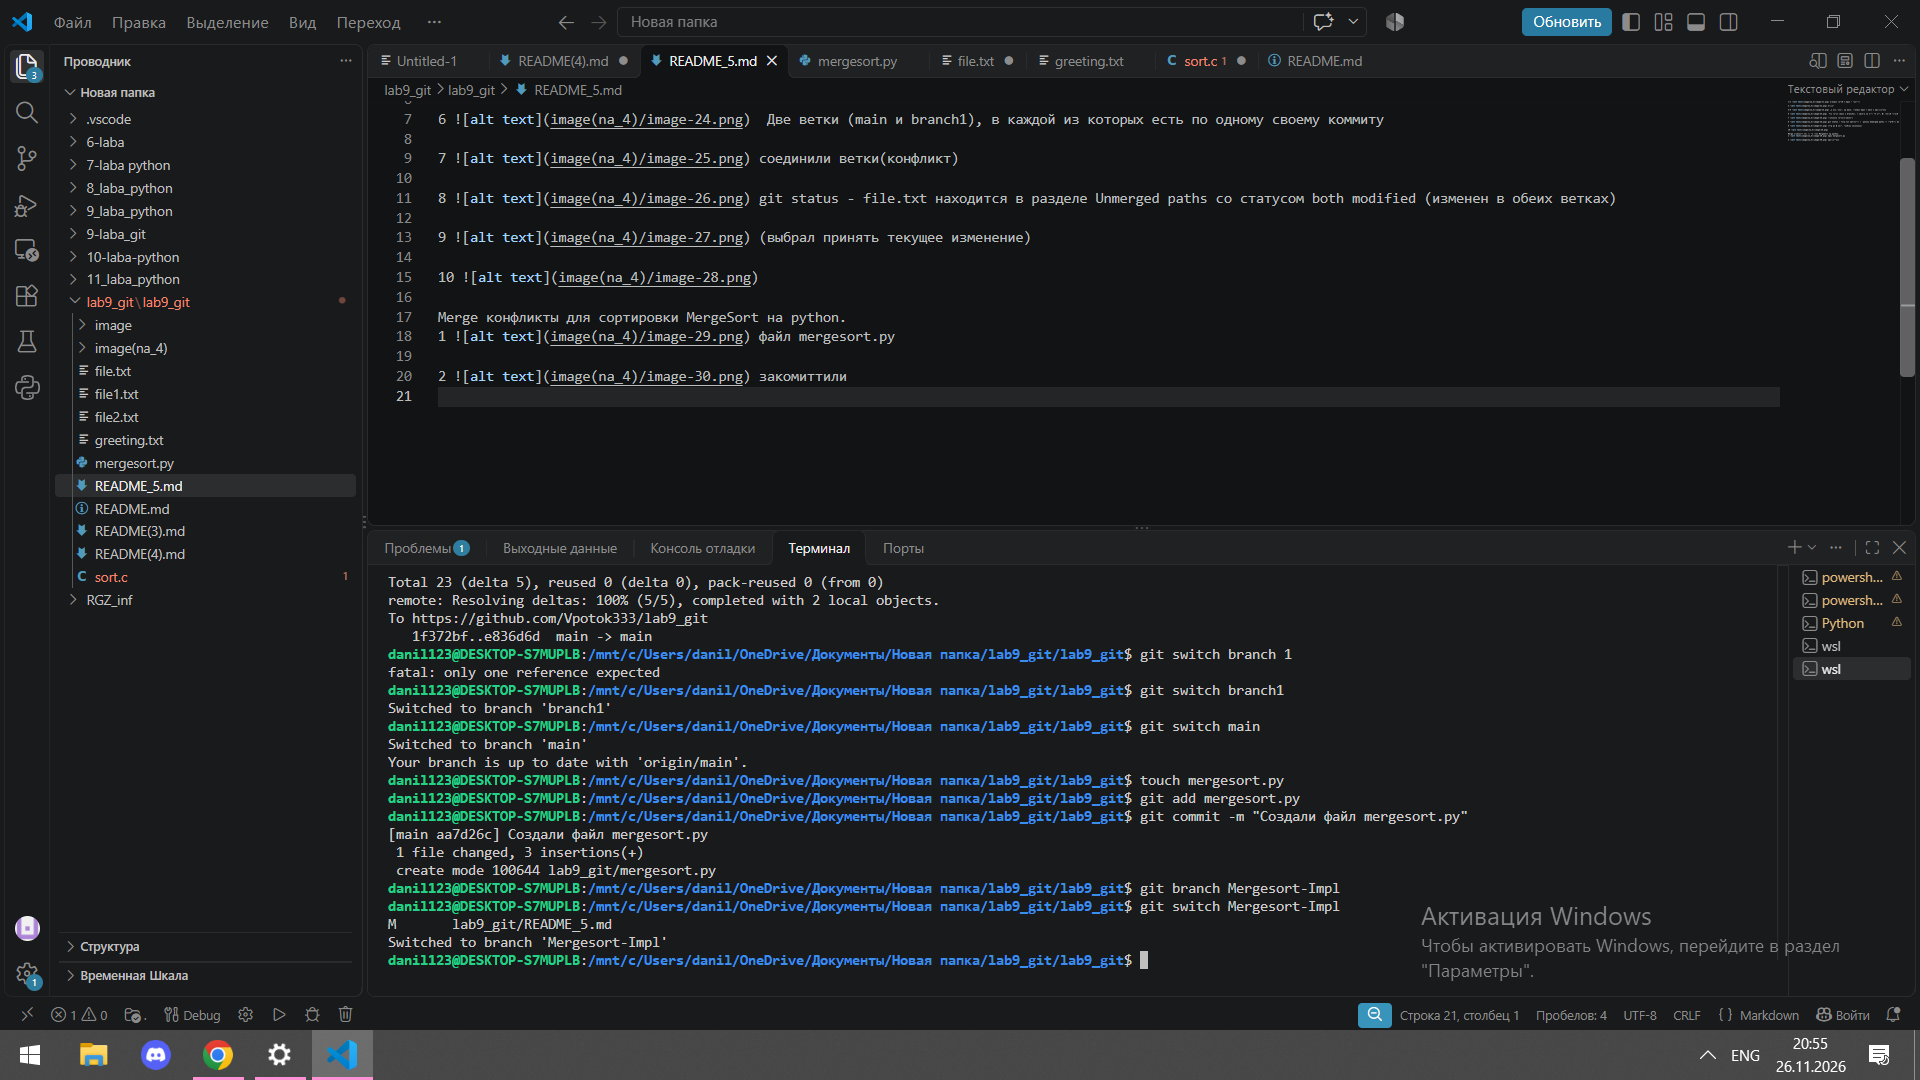 Файл Правка Выделение Вид Переход ··· Новая папка Обновить
3 Проводник ···
Untitled-1 README(4).md README_5.md mergesort.py file.txt C sort.c 1 greeting.txt README.md
lab9_git > lab9_git > README_5.md
Текстовый редактор
Новая папка
.vscode
6-laba
7-laba python
8_laba_python
9_laba_python
9-laba_git
10-laba-python
11_laba_python
lab9_git\lab9_git
image
image(na_4)
file.txt
file1.txt
file2.txt
greeting.txt
mergesort.py
README_5.md
README.md
README(3).md
README(4).md
C sort.c 1
RGZ_inf
Структура
Временная Шкала
1
7 6 ![alt text](image(na_4)/image-24.png)  Две ветки (main и branch1), в каждой из которых есть по одному своему коммиту
8
9 7 ![alt text](image(na_4)/image-25.png) соединили ветки(конфликт)
10
11 8 ![alt text](image(na_4)/image-26.png) git status - file.txt находится в разделе Unmerged paths со статусом both modified (изменен в обеих ветках)
12
13 9 ![alt text](image(na_4)/image-27.png) (выбрал принять текущее изменение)
14
15 10 ![alt text](image(na_4)/image-28.png)
16
17 Merge конфликты для сортировки MergeSort на python.
18 1 ![alt text](image(na_4)/image-29.png) файл mergesort.py
19
20 2 ![alt text](image(na_4)/image-30.png) закомиттили
21
Проблемы 1 Выходные данные Консоль отладки Терминал Порты
Total 23 (delta 5), reused 0 (delta 0), pack-reused 0 (from 0)
remote: Resolving deltas: 100% (5/5), completed with 2 local objects.
To https://github.com/Vpotok333/lab9_git
   1f372bf..e836d6d  main -> main
danil123@DESKTOP-S7MUPLB:/mnt/c/Users/danil/OneDrive/Документы/Новая папка/lab9_git/lab9_git$ git switch branch 1
fatal: only one reference expected
danil123@DESKTOP-S7MUPLB:/mnt/c/Users/danil/OneDrive/Документы/Новая папка/lab9_git/lab9_git$ git switch branch1
Switched to branch 'branch1'
danil123@DESKTOP-S7MUPLB:/mnt/c/Users/danil/OneDrive/Документы/Новая папка/lab9_git/lab9_git$ git switch main
Switched to branch 'main'
Your branch is up to date with 'origin/main'.
danil123@DESKTOP-S7MUPLB:/mnt/c/Users/danil/OneDrive/Документы/Новая папка/lab9_git/lab9_git$ touch mergesort.py
danil123@DESKTOP-S7MUPLB:/mnt/c/Users/danil/OneDrive/Документы/Новая папка/lab9_git/lab9_git$ git add mergesort.py
danil123@DESKTOP-S7MUPLB:/mnt/c/Users/danil/OneDrive/Документы/Новая папка/lab9_git/lab9_git$ git commit -m "Создали файл mergesort.py"
[main aa7d26c] Создали файл mergesort.py
 1 file changed, 3 insertions(+)
 create mode 100644 lab9_git/mergesort.py
danil123@DESKTOP-S7MUPLB:/mnt/c/Users/danil/OneDrive/Документы/Новая папка/lab9_git/lab9_git$ git branch Mergesort-Impl
danil123@DESKTOP-S7MUPLB:/mnt/c/Users/danil/OneDrive/Документы/Новая папка/lab9_git/lab9_git$ git switch Mergesort-Impl
M       lab9_git/README_5.md
Switched to branch 'Mergesort-Impl'
danil123@DESKTOP-S7MUPLB:/mnt/c/Users/danil/OneDrive/Документы/Новая папка/lab9_git/lab9_git$
powersh...
powersh...
Python
wsl
wsl
Активация Windows
Чтобы активировать Windows, перейдите в раздел
"Параметры".
1 0 Debug Строка 21, столбец 1 Пробелов: 4 UTF-8 CRLF { } Markdown Войти
ENG 20:55
26.11.2026